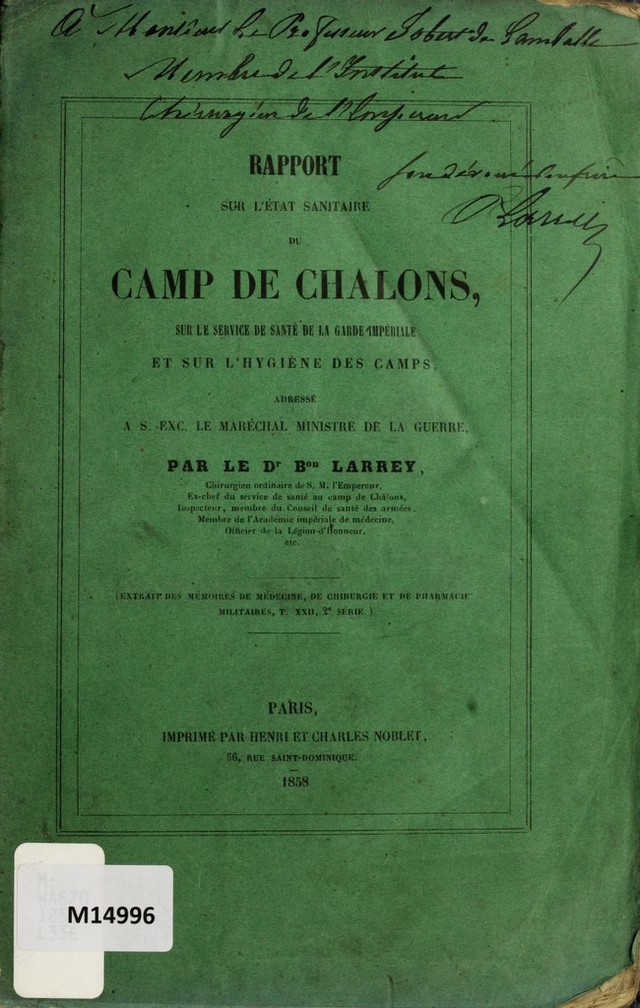 à Monsieur le Professeur Jobert de Lamballe
Membre de l'Institut
Chirurgien de l'Empereur
son dévoué confrère
Larrey
RAPPORT
SUR L'ÉTAT SANITAIRE
DU
CAMP DE CHALONS,
SUR LE SERVICE DE SANTÉ DE LA GARDE IMPÉRIALE
ET SUR L'HYGIÈNE DES CAMPS,
ADRESSÉ
A S. EXC. LE MARÉCHAL MINISTRE DE LA GUERRE,
PAR LE Dr Bon LARREY,
Chirurgien ordinaire de S. M. l'Empereur,
Ex-chef du service de santé au camp de Châlons,
Inspecteur, membre du Conseil de santé des armées,
Membre de l'Académie impériale de médecine,
Officier de la Légion-d'Honneur,
etc.
(EXTRAIT DES MÉMOIRES DE MÉDECINE, DE CHIRURGIE ET DE PHARMACIE
MILITAIRES, T. XXII, 2e SÉRIE.)
PARIS,
IMPRIMÉ PAR HENRI ET CHARLES NOBLET,
56, RUE SAINT-DOMINIQUE.
1858
M14996